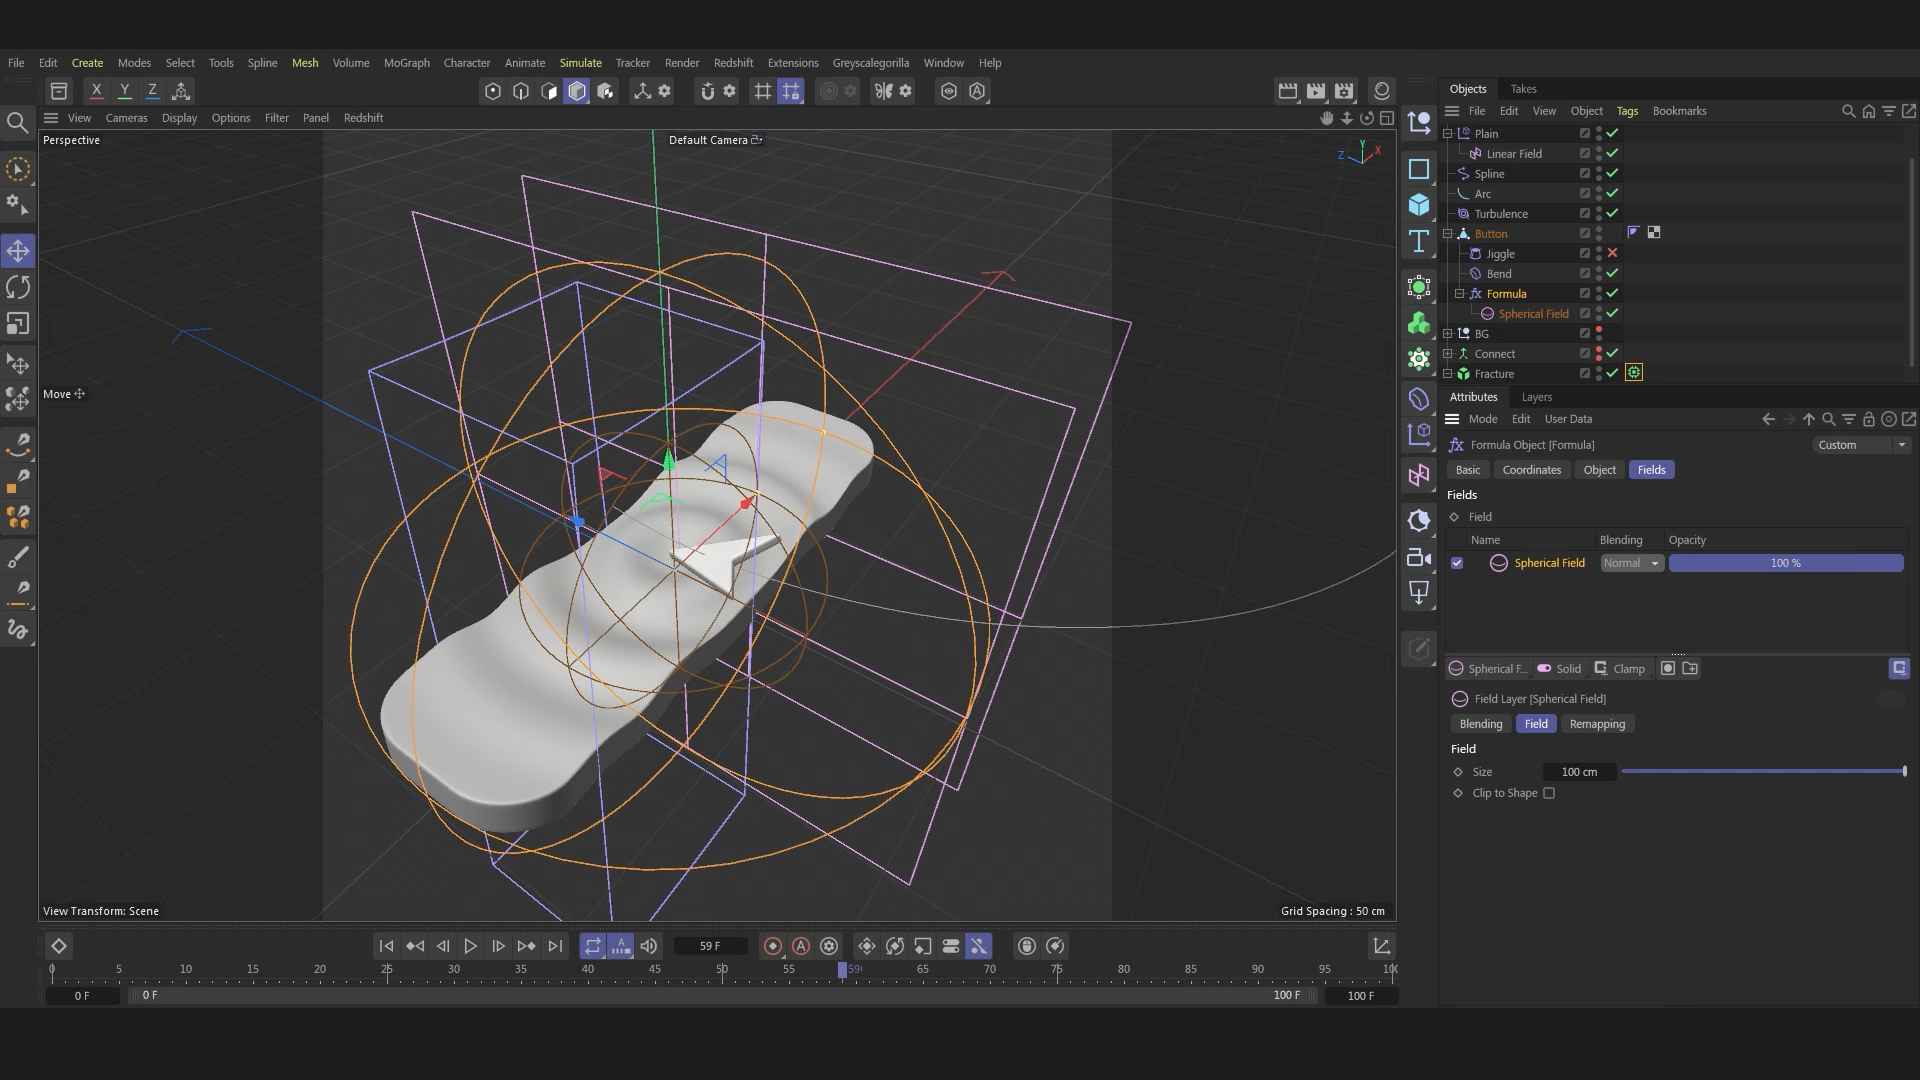 File Edit Create Modes Select Tools Spline Mesh Volume MoGraph Character Animate Simulate Tracker Render Redshift Extensions Greyscalegorilla Window Help
X Y Z
View Cameras Display Options Filter Panel Redshift
Perspective
Default Camera
Y
Z X
Move
View Transform: Scene
Grid Spacing : 50 cm
Objects Takes
File Edit View Object Tags Bookmarks
Plain
Linear Field
Spline
Arc
Turbulence
Button
Jiggle
Bend
Formula
Spherical Field
BG
Connect
Fracture
Attributes Layers
Mode Edit User Data
Formula Object [Formula]
Custom
Basic Coordinates Object Fields
Fields
Field
Name Blending Opacity
Spherical Field Normal 100 %
Spherical F... Solid Clamp
Field Layer [Spherical Field]
Blending Field Remapping
Field
Size 100 cm
Clip to Shape
59 F
0 5 10 15 20 25 30 35 40 45 50 55 59 65 70 75 80 85 90 95 10
0 F 0 F 100 F 100 F